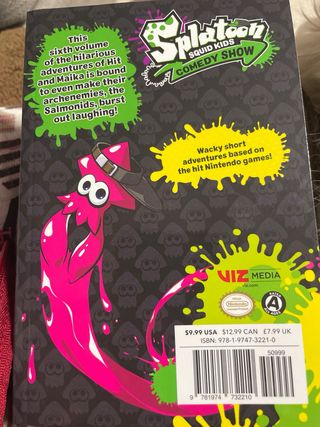 Splatoon
SQUID KIDS
COMEDY SHOW
This
sixth volume
of the hilarious
adventures of Hit
and Maika is bound
to even make their
archenemies, the
Salmonids, burst
out laughing!
Wacky short
adventures based on
the hit Nintendo games!
VIZ MEDIA
viz.com
Nintendo
A
ALL AGES
$9.99 USA $12.99 CAN £7.99 UK
ISBN: 978-1-9747-3221-0
50999
9 781974 732210